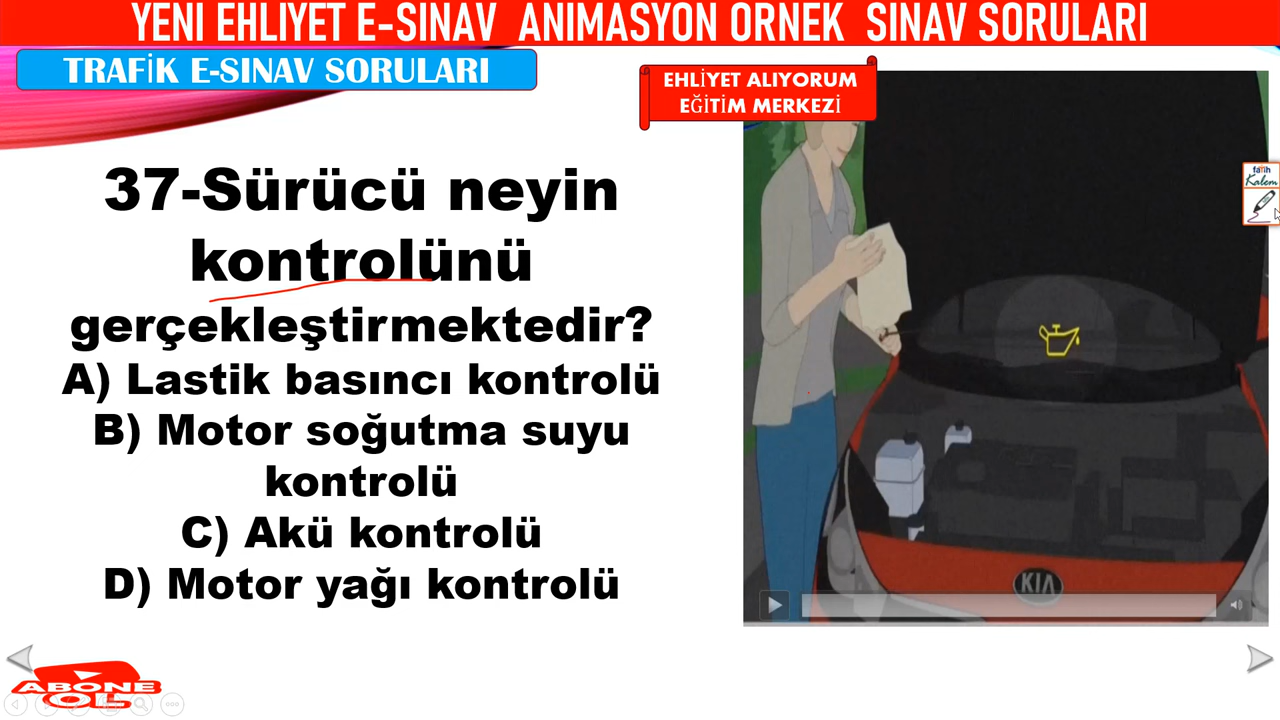 YENI EHLIYET E-SINAV ANIMASYON ORNEK SINAV SORULARI
TRAFİK E-SINAV SORULARI
EHLİYET ALIYORUM
EĞİTİM MERKEZİ
fatih
Kalem
37-Sürücü neyin
kontrolünü
gerçekleştirmektedir?
A) Lastik basıncı kontrolü
B) Motor soğutma suyu
kontrolü
C) Akü kontrolü
D) Motor yağı kontrolü
KIA
ABONE
OL